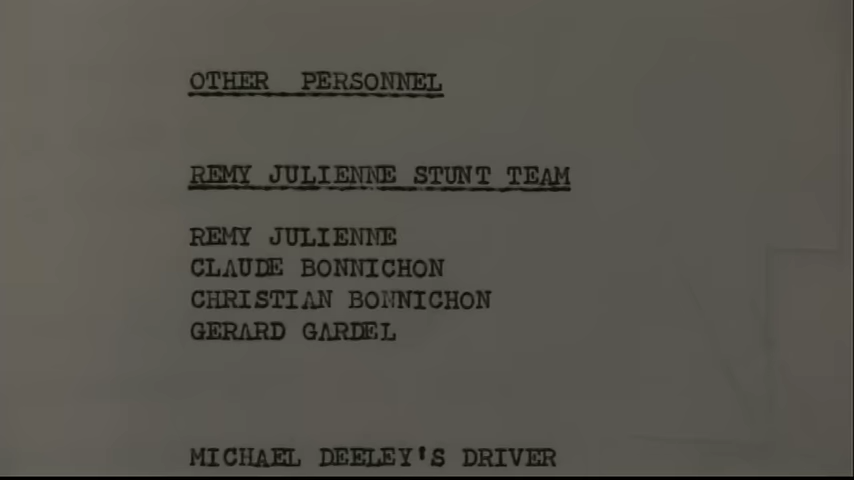 OTHER PERSONNEL
REMY JULIENNE STUNT TEAM
REMY JULIENNE
CLAUDE BONNICHON
CHRISTIAN BONNICHON
GERARD GARDEL
MICHAEL DEELEY'S DRIVER